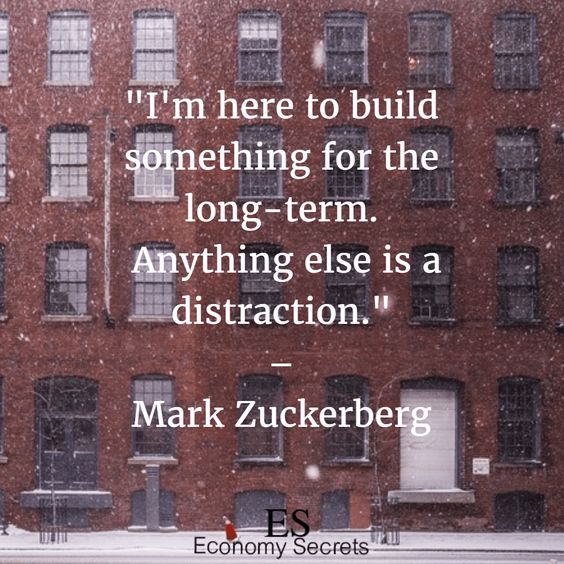 "I'm here to build
something for the
long-term.
Anything else is a
distraction."
–
Mark Zuckerberg
ES
Economy Secrets